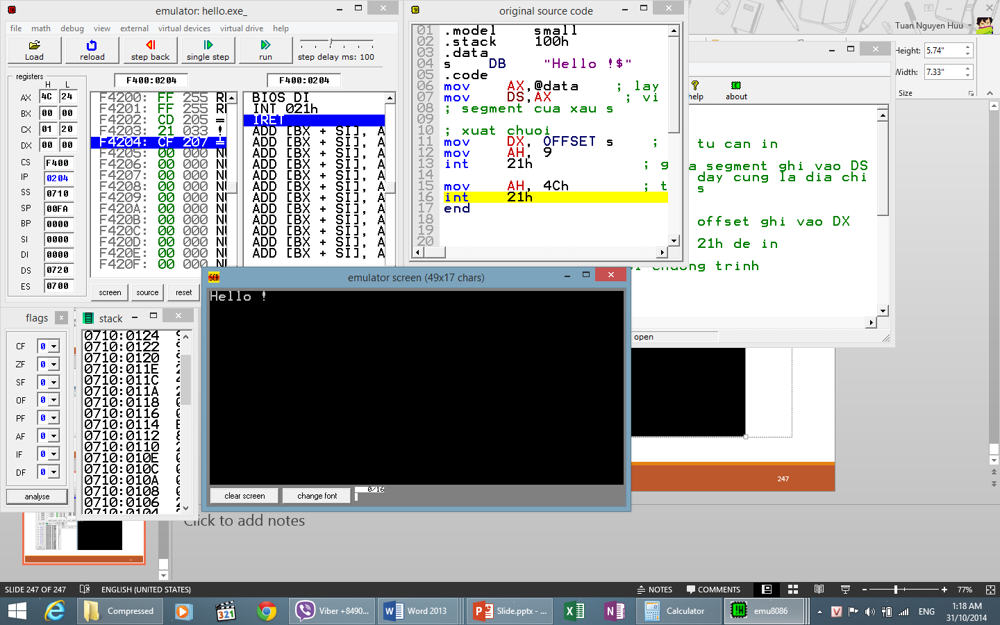 emulator: hello.exe_
file math debug view external virtual devices virtual drive help
Load reload step back single step run step delay ms: 100
registers
H L
AX 4C 24
BX 00 00
CX 01 20
DX 00 00
CS F400
IP 0204
SS 0710
SP 00FA
BP 0000
SI 0000
DI 0000
DS 0720
ES 0700
F400:0204
F4200: FF 255
F4201: FF 255
F4202: CD 205 =
F4203: 21 033 !
F4204: CF 207 ╧
F4205: 00 000
F4206: 00 000
F4207: 00 000
F4208: 00 000
F4209: 00 000
F420A: 00 000
F420B: 00 000
F420C: 00 000
F420D: 00 000
F420E: 00 000
F420F: 00 000
F400:0204
BIOS DI
INT 021h
IRET
ADD [BX + SI], A
ADD [BX + SI], A
ADD [BX + SI], A
ADD [BX + SI], A
ADD [BX + SI], A
ADD [BX + SI], A
ADD [BX + SI], A
ADD [BX + SI], A
ADD [BX + SI], A
ADD [BX + SI], A
ADD [BX + SI], A
ADD [BX + SI], A
screen source reset
original source code
01 .model small
02 .stack 100h
03 .data
04 s DB "Hello !$"
05 .code
06 mov AX,@data ; lay
07 mov DS,AX ; vi
08 ; segment cua xau s
09
10 ; xuat chuoi
11 mov DX, OFFSET s ;
12 mov AH, 9
13 int 21h ; g
14
15 mov AH, 4Ch ; t
16 int 21h
17 end
18
19
20
help about
tu can in
a segment ghi vao DS
day cung la dia chi
s
offset ghi vao DX
21h de in
chuong trinh
open
Tuan Nguyen Huu
Height: 5.74"
Width: 7.33"
Size
flags
CF 0
ZF 0
SF 0
OF 0
PF 0
AF 0
IF 0
DF 0
analyse
stack
0710:0124
0710:0122
0710:0120
0710:011E
0710:011C
0710:011A
0710:0118
0710:0116
0710:0114
0710:0112
0710:0110
0710:010E
0710:010C
0710:010A
0710:0108
0710:0106
0710:0104
SCR emulator screen (49x17 chars)
Hello !
clear screen change font 0/16
247
Click to add notes
SLIDE 247 OF 247 ENGLISH (UNITED STATES) NOTES COMMENTS 77%
Compressed 321 Viber +8490... Word 2013 Slide.pptx - ... Calculator emu8086 ENG 1:18 AM
31/10/2014